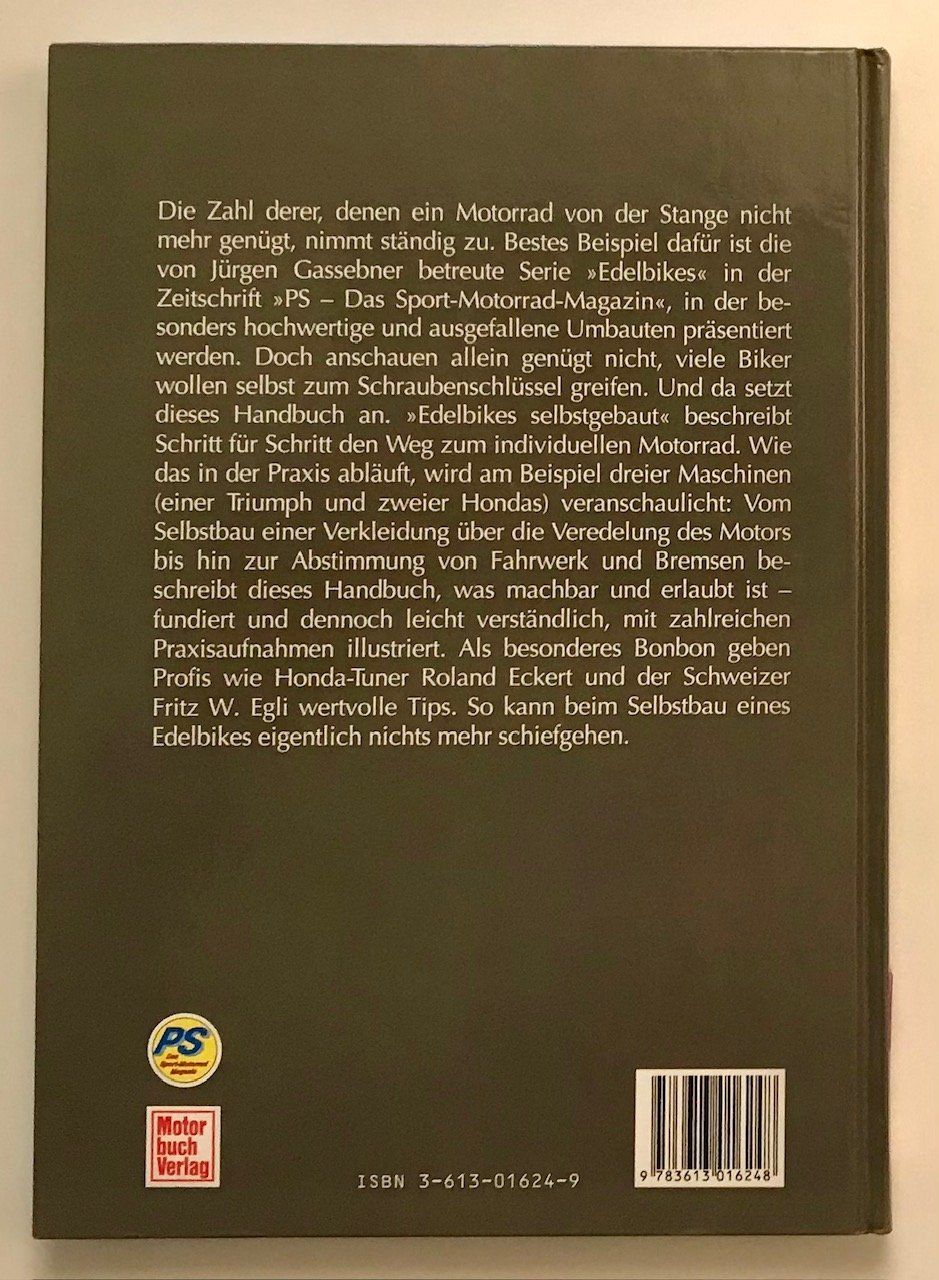 Die Zahl derer, denen ein Motorrad von der Stange nicht
mehr genügt, nimmt ständig zu. Bestes Beispiel dafür ist die
von Jürgen Gassebner betreute Serie »Edelbikes« in der
Zeitschrift »PS – Das Sport-Motorrad-Magazin«, in der be-
sonders hochwertige und ausgefallene Umbauten präsentiert
werden. Doch anschauen allein genügt nicht, viele Biker
wollen selbst zum Schraubenschlüssel greifen. Und da setzt
dieses Handbuch an. »Edelbikes selbstgebaut« beschreibt
Schritt für Schritt den Weg zum individuellen Motorrad. Wie
das in der Praxis abläuft, wird am Beispiel dreier Maschinen
(einer Triumph und zweier Hondas) veranschaulicht: Vom
Selbstbau einer Verkleidung über die Veredelung des Motors
bis hin zur Abstimmung von Fahrwerk und Bremsen be-
schreibt dieses Handbuch, was machbar und erlaubt ist –
fundiert und dennoch leicht verständlich, mit zahlreichen
Praxisaufnahmen illustriert. Als besonderes Bonbon geben
Profis wie Honda-Tuner Roland Eckert und der Schweizer
Fritz W. Egli wertvolle Tips. So kann beim Selbstbau eines
Edelbikes eigentlich nichts mehr schiefgehen.
PS
Das
Sport-Motorrad
Magazin
Motor
buch
Verlag
ISBN 3-613-01624-9
9 783613 016248